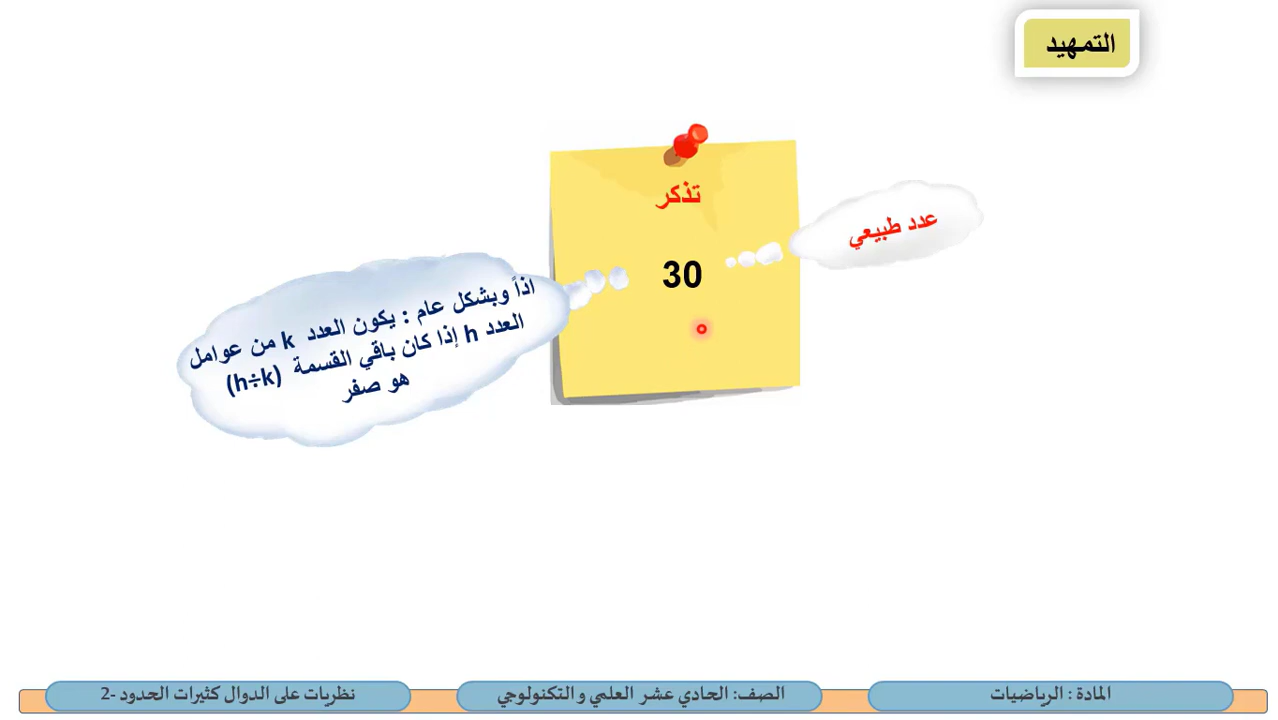 التمهيد
تذكر
عدد طبيعي
30
اذاً وبشكل عام : يكون العدد k من عوامل
العدد h إذا كان باقي القسمة (h÷k)
هو صفر
المادة : الرياضيات
الصف: الحادي عشر العلمي والتكنولوجي
نظريات على الدوال كثيرات الحدود -2